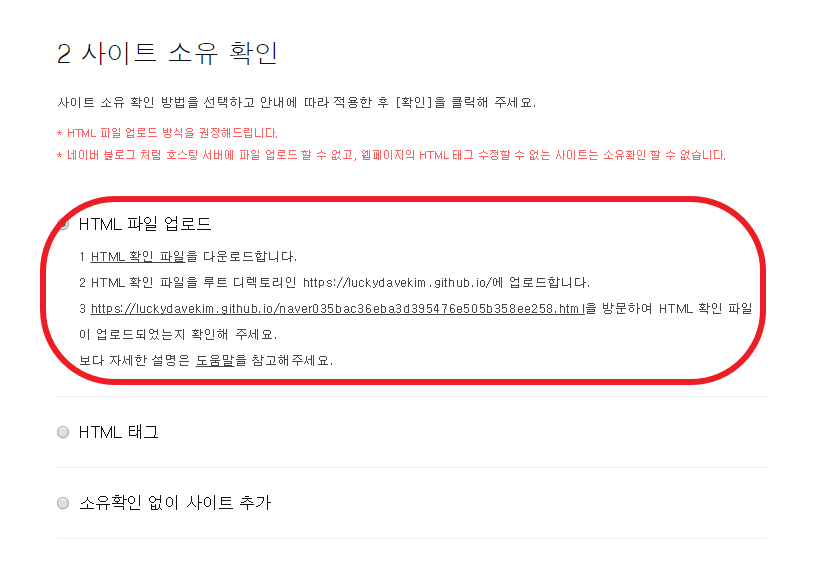 2 사이트 소유 확인
사이트 소유 확인 방법을 선택하고 안내에 따라 적용한 후 [확인]을 클릭해 주세요.
* HTML 파일 업로드 방식을 권장해드립니다.
* 네이버 블로그 처럼 호스팅 서버에 파일 업로드 할 수 없고, 웹페이지의 HTML 태그 수정할 수 없는 사이트는 소유확인 할 수 없습니다.
HTML 파일 업로드
1 HTML 확인 파일을 다운로드합니다.
2 HTML 확인 파일을 루트 디렉토리인 https://luckydavekim.github.io/에 업로드합니다.
3 https://luckydavekim.github.io/naver035bac36eba3d395476e505b358ee258.html을 방문하여 HTML 확인 파일
이 업로드되었는지 확인해 주세요.
보다 자세한 설명은 도움말을 참고해주세요.
HTML 태그
소유확인 없이 사이트 추가